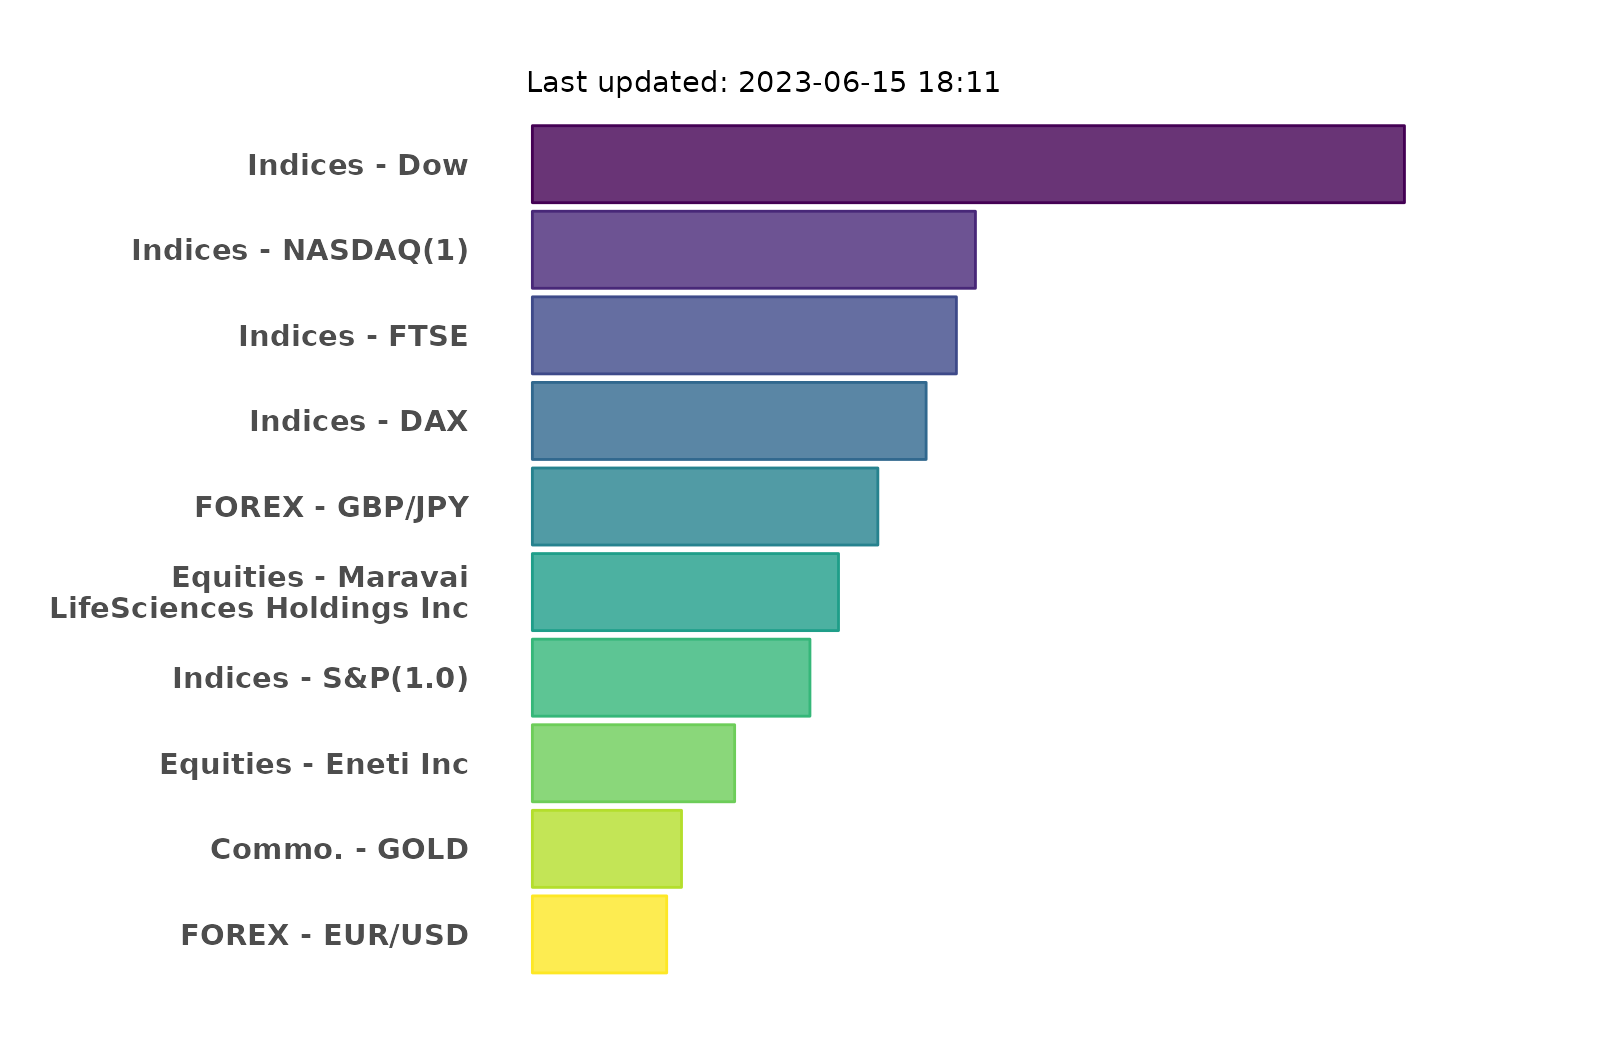 Last updated: 2023-06-15 18:11
Indices - Dow
Indices - NASDAQ(1)
Indices - FTSE
Indices - DAX
FOREX - GBP/JPY
Equities - Maravai
LifeSciences Holdings Inc
Indices - S&P(1.0)
Equities - Eneti Inc
Commo. - GOLD
FOREX - EUR/USD